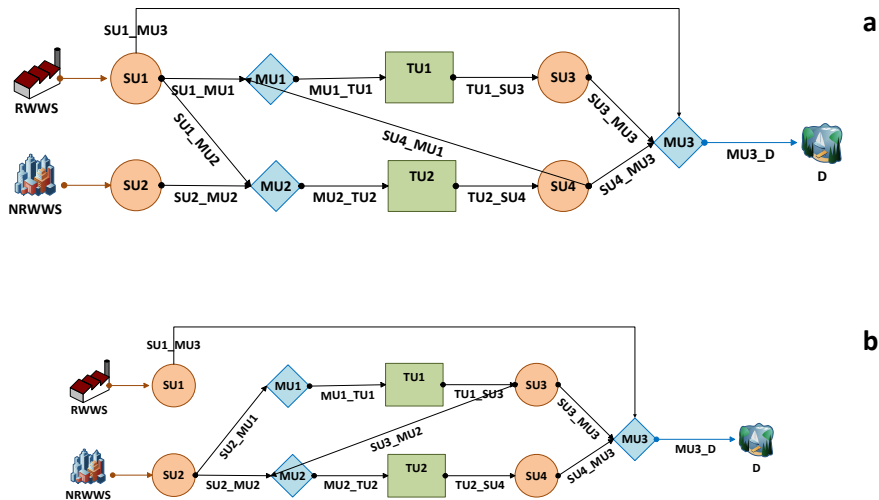 a
SU1_MU3
RWWS
SU1
SU1_MU1
MU1
MU1_TU1
TU1
TU1_SU3
SU3
SU3_MU3
SU1_MU2
SU4_MU1
MU3
MU3_D
D
NRWWS
SU2
SU2_MU2
MU2
MU2_TU2
TU2
TU2_SU4
SU4
SU4_MU3
b
SU1_MU3
RWWS
SU1
MU1
MU1_TU1
TU1
TU1_SU3
SU3
SU3_MU3
SU2_MU1
SU3_MU2
MU3
MU3_D
D
NRWWS
SU2
SU2_MU2
MU2
MU2_TU2
TU2
TU2_SU4
SU4
SU4_MU3